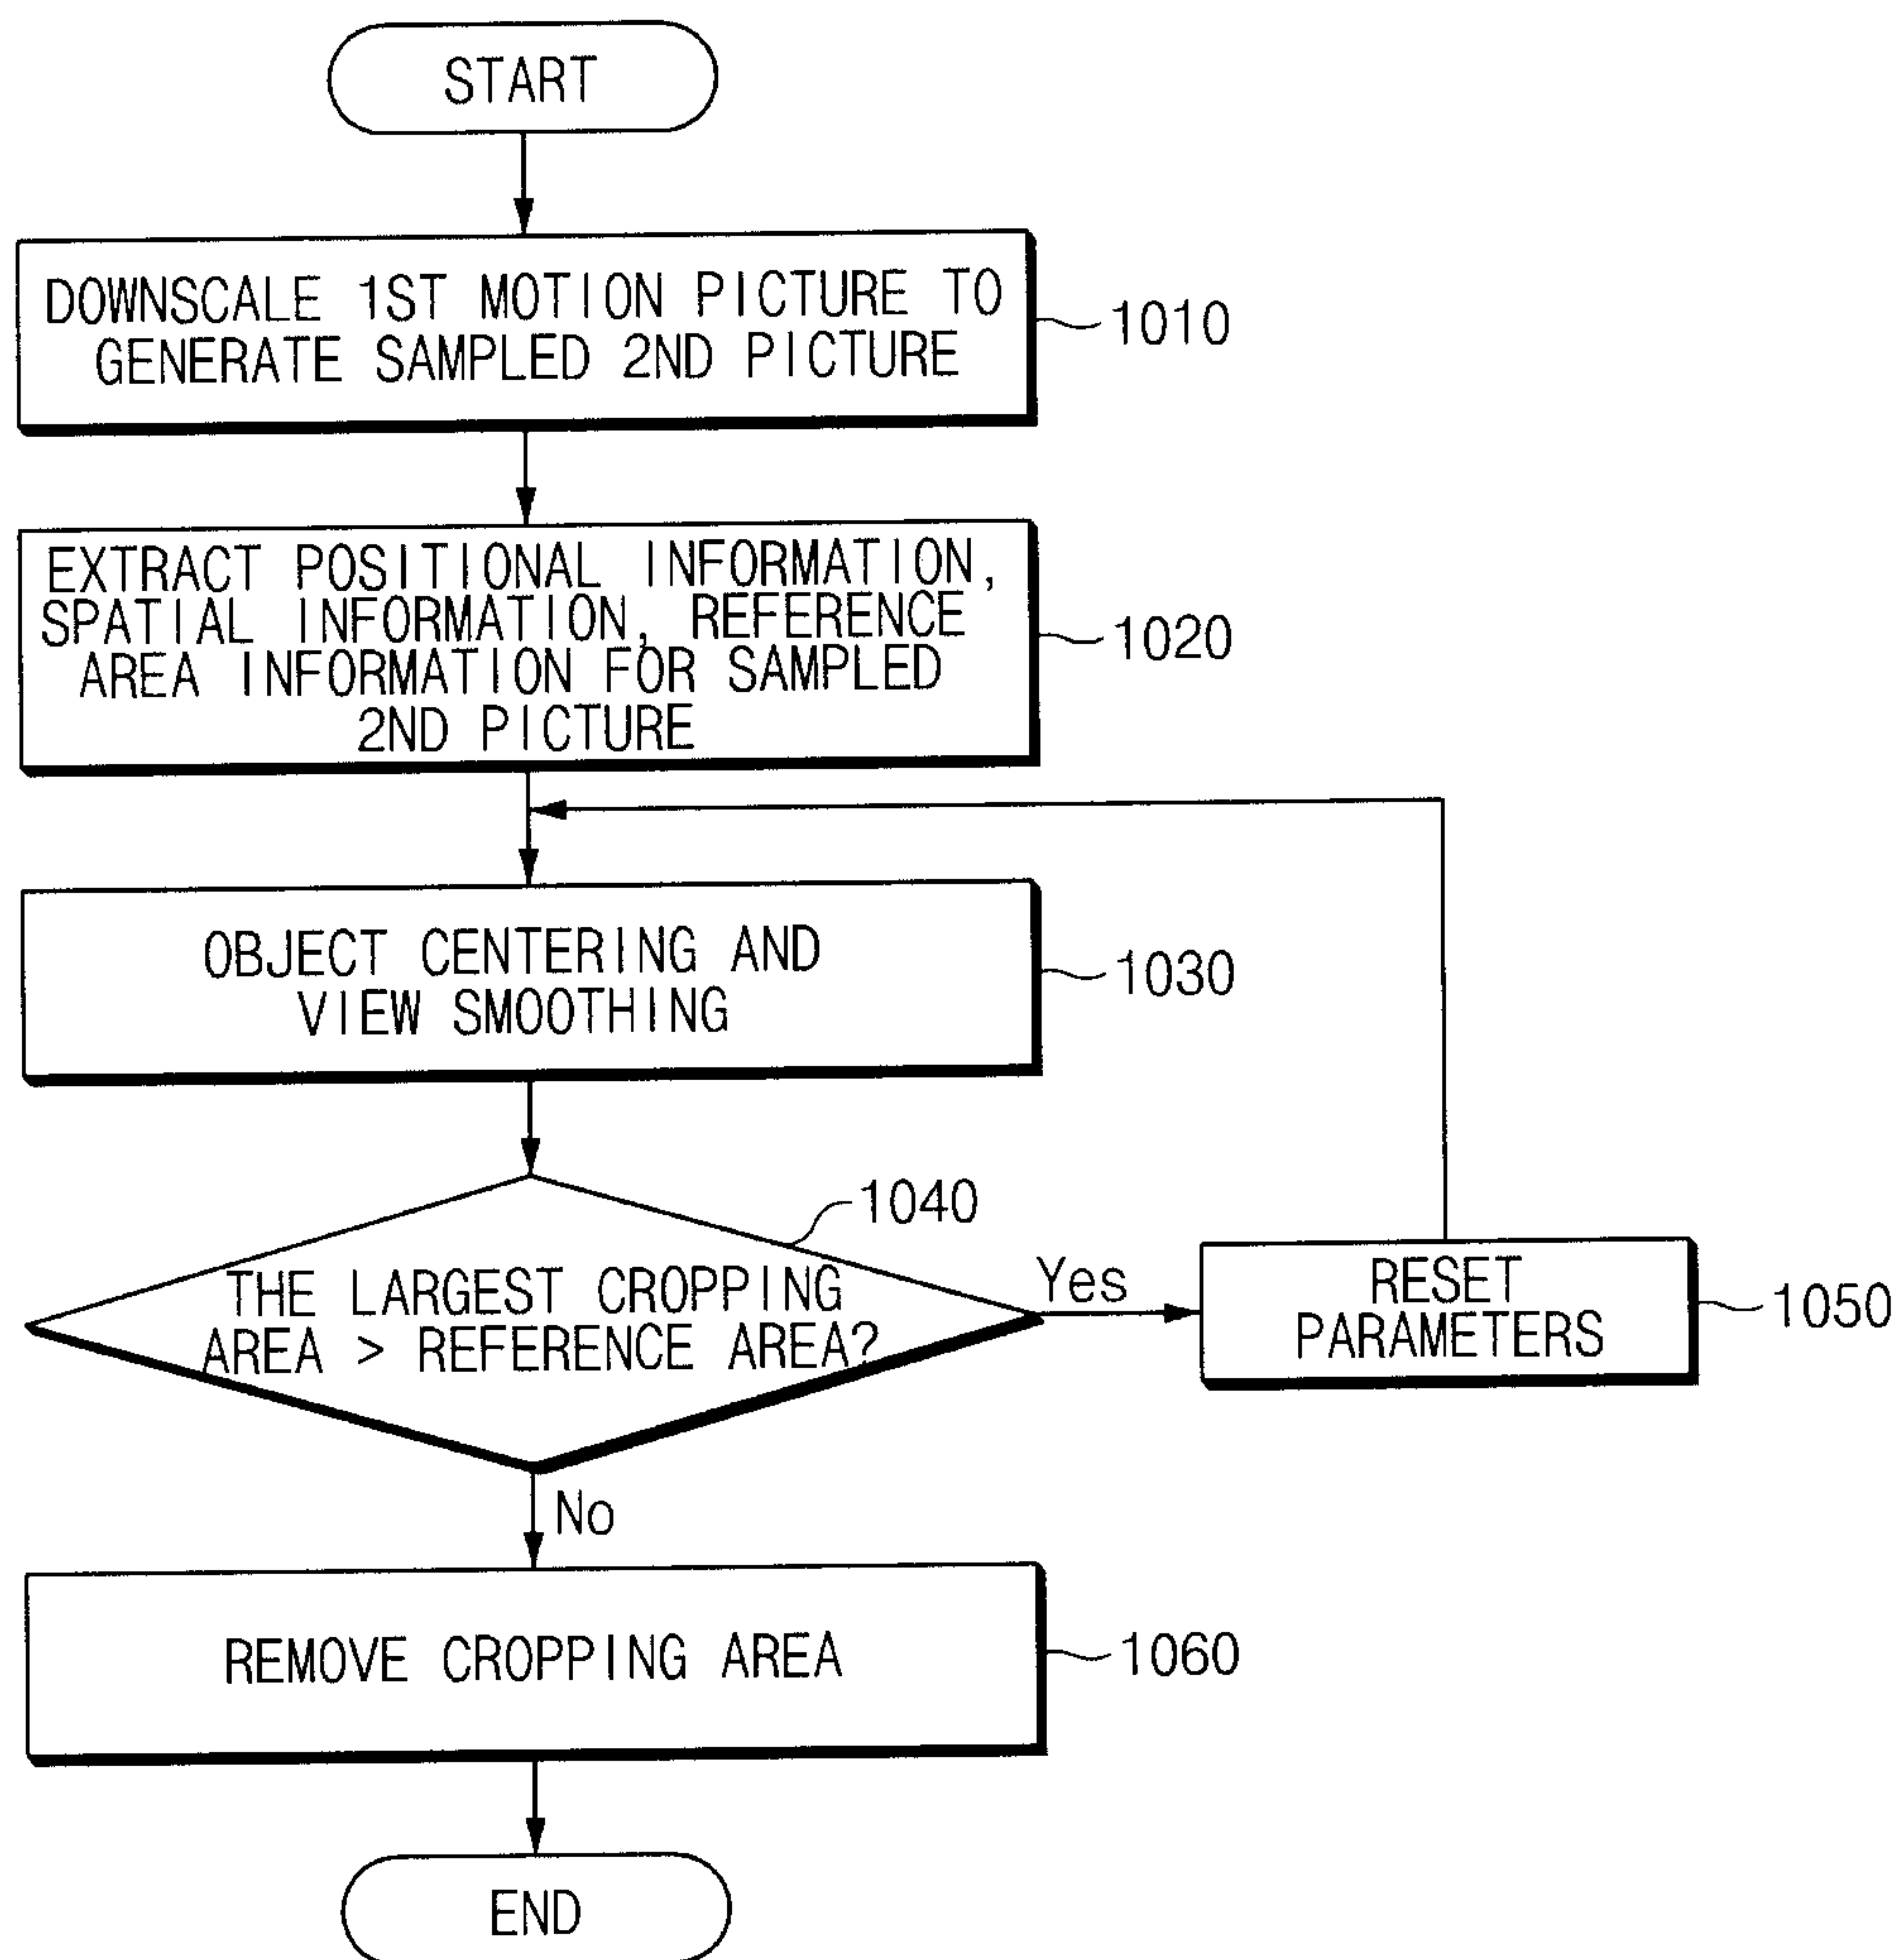 START
DOWNSCALE 1ST MOTION PICTURE TO
GENERATE SAMPLED 2ND PICTURE
1010
EXTRACT POSITIONAL INFORMATION,
SPATIAL INFORMATION, REFERENCE
AREA INFORMATION FOR SAMPLED
2ND PICTURE
1020
OBJECT CENTERING AND
VIEW SMOOTHING
1030
1040
THE LARGEST CROPPING
AREA > REFERENCE AREA?
Yes
RESET
PARAMETERS
1050
No
REMOVE CROPPING AREA
1060
END